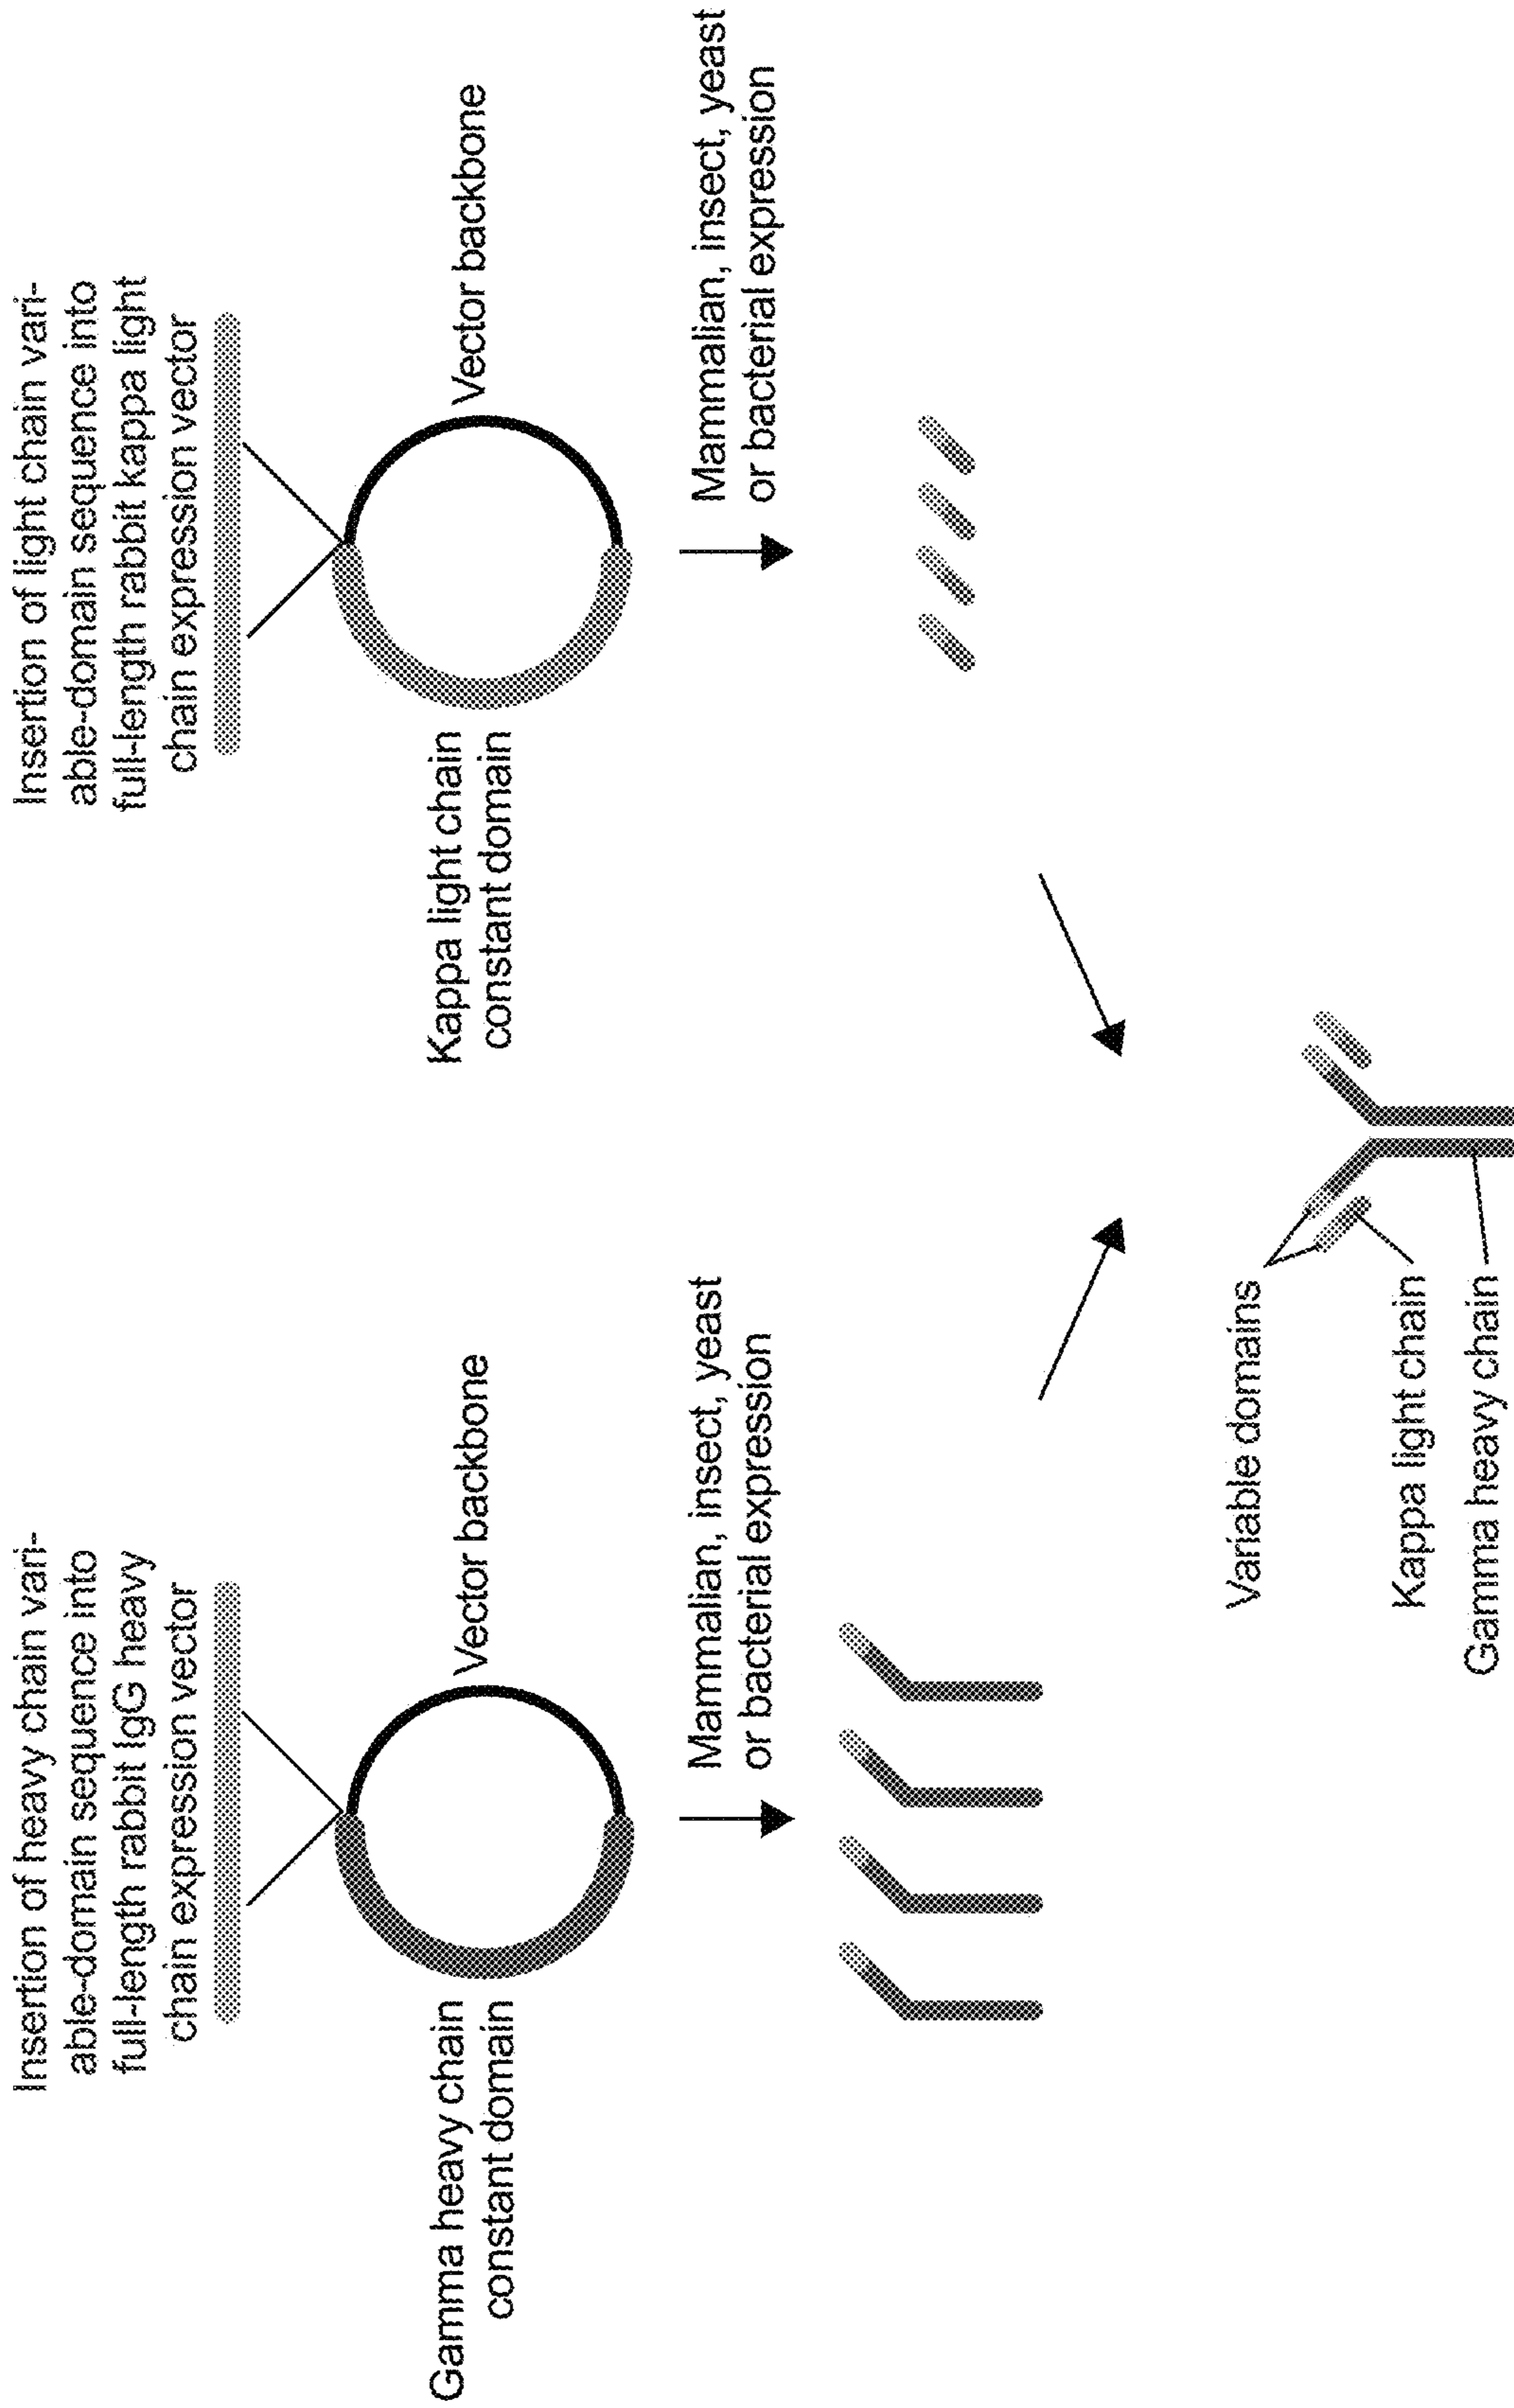 Insertion of heavy chain vari-
able-domain sequence into
full-length rabbit IgG heavy
chain expression vector
Gamma heavy chain
constant domain
Vector backbone
Mammalian, insect, yeast
or bacterial expression
Insertion of light chain vari-
able-domain sequence into
full-length rabbit kappa light
chain expression vector
Kappa light chain
constant domain
Vector backbone
Mammalian, insect, yeast
or bacterial expression
Variable domains
Kappa light chain
Gamma heavy chain